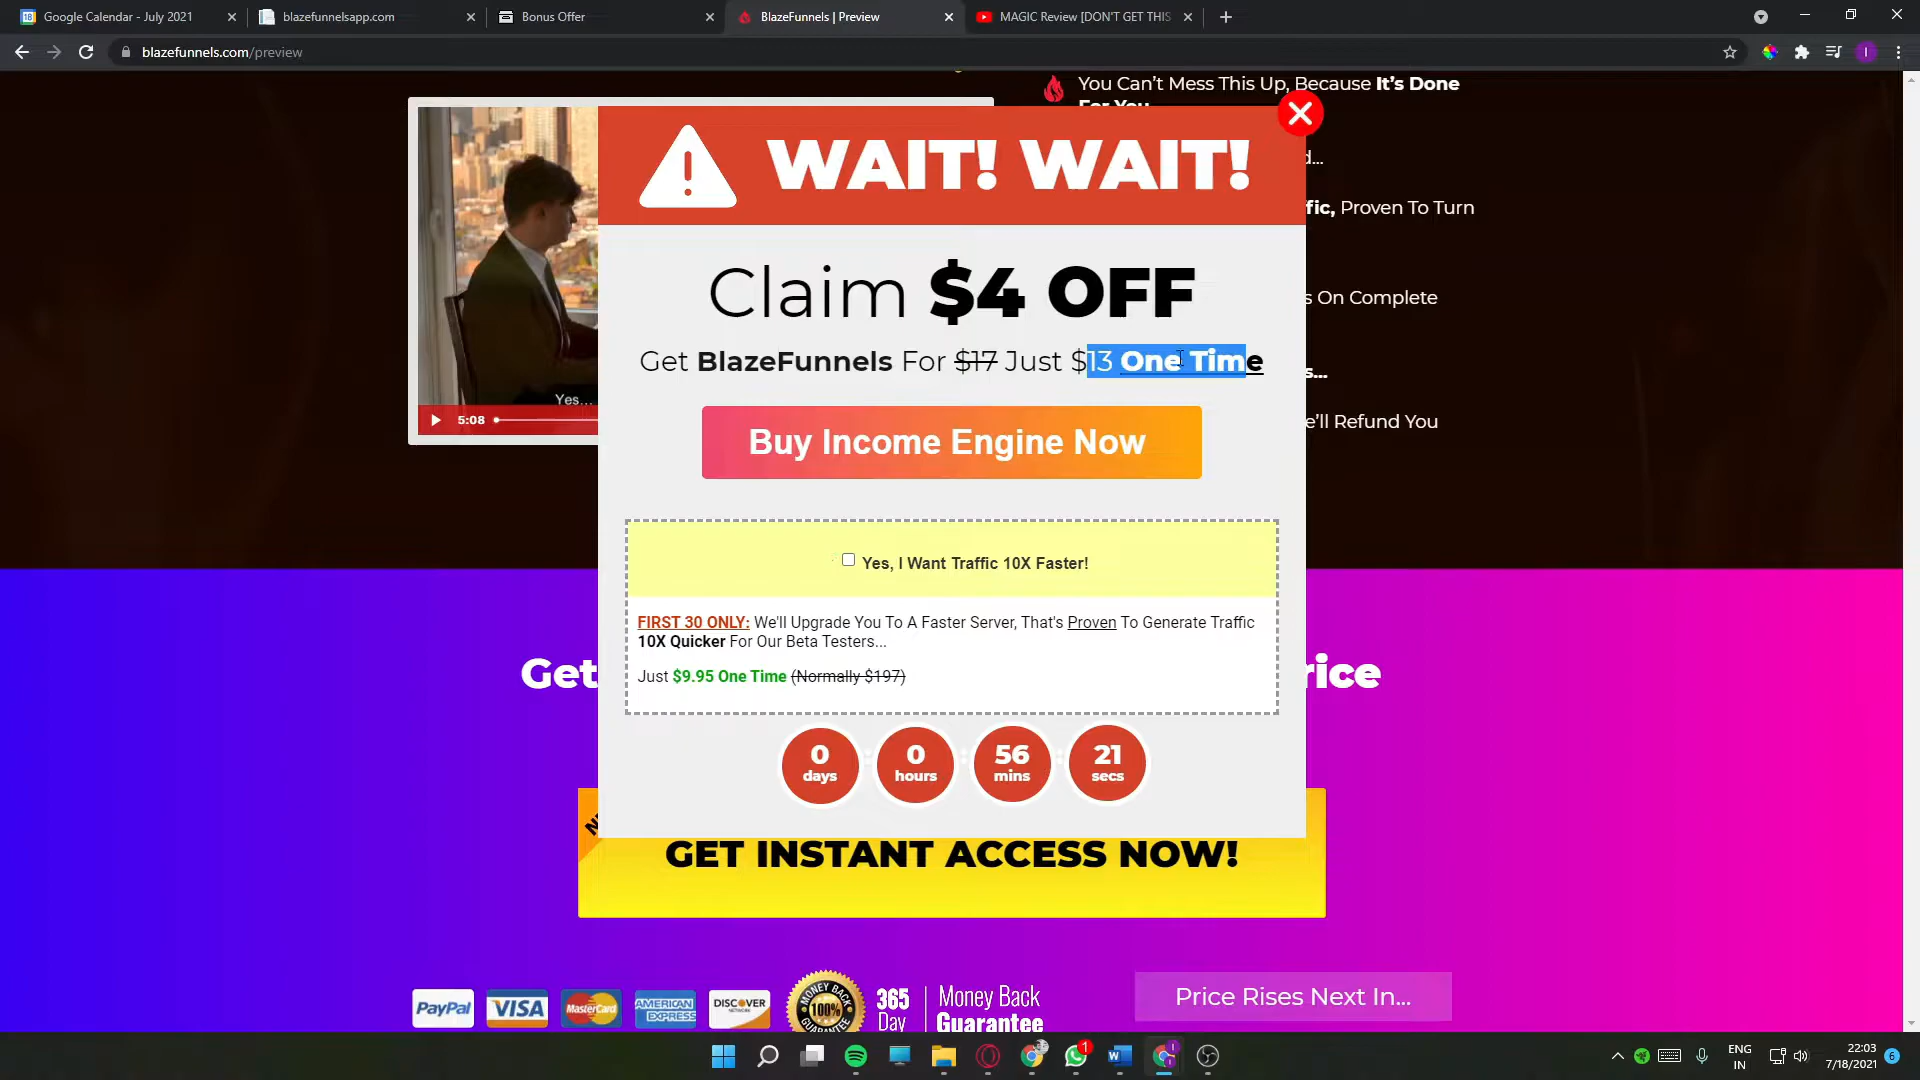 Google Calendar - July 2021
blazefunnelsapp.com
Bonus Offer
BlazeFunnels | Preview
MAGIC Review [DON'T GET THIS
blazefunnels.com/preview
I
You Can't Mess This Up, Because It's Done
For You
WAIT! WAIT!
d...
fic, Proven To Turn
Claim $4 OFF
s On Complete
Get BlazeFunnels For $17 Just $13 One Time
s...
Yes...
5:08
e'll Refund You
Buy Income Engine Now
Yes, I Want Traffic 10X Faster!
FIRST 30 ONLY: We'll Upgrade You To A Faster Server, That's Proven To Generate Traffic
10X Quicker For Our Beta Testers...
Just $9.95 One Time (Normally $197)
Get
rice
0
days
0
hours
56
mins
21
secs
GET INSTANT ACCESS NOW!
PayPal
VISA
MasterCard
AMERICAN EXPRESS
DISCOVER
NETWORK
MONEY BACK
100%
GUARANTEE
365
Day
Money Back
Guarantee
Price Rises Next In...
1
W
ENG
IN
22:03
7/18/2021
6